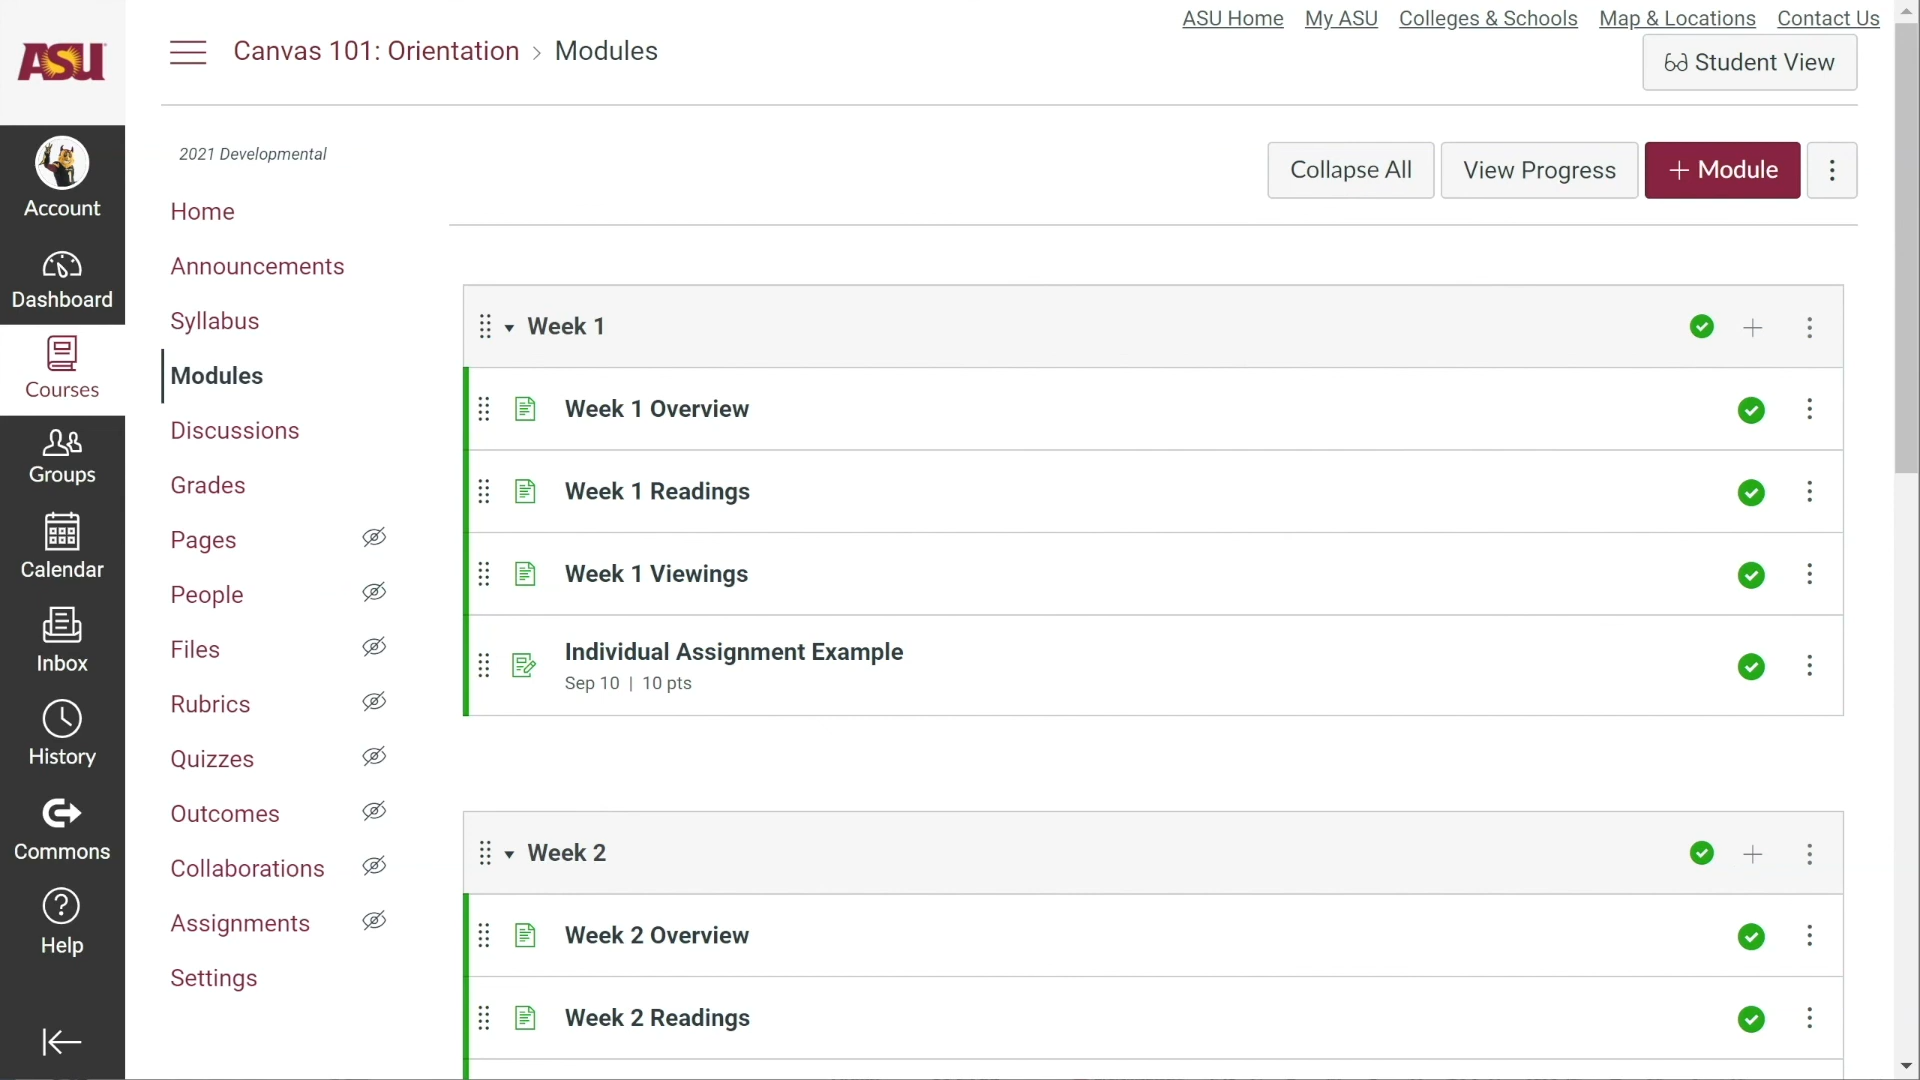 ASU Home My ASU Colleges & Schools Map & Locations Contact Us
ASU
Canvas 101: Orientation › Modules
Student View
2021 Developmental
Collapse All
View Progress
+ Module
Account
Dashboard
Courses
Groups
Calendar
Inbox
History
Commons
Help
Home
Announcements
Syllabus
Modules
Discussions
Grades
Pages
People
Files
Rubrics
Quizzes
Outcomes
Collaborations
Assignments
Settings
Week 1
Week 1 Overview
Week 1 Readings
Week 1 Viewings
Individual Assignment Example
Sep 10 | 10 pts
Week 2
Week 2 Overview
Week 2 Readings